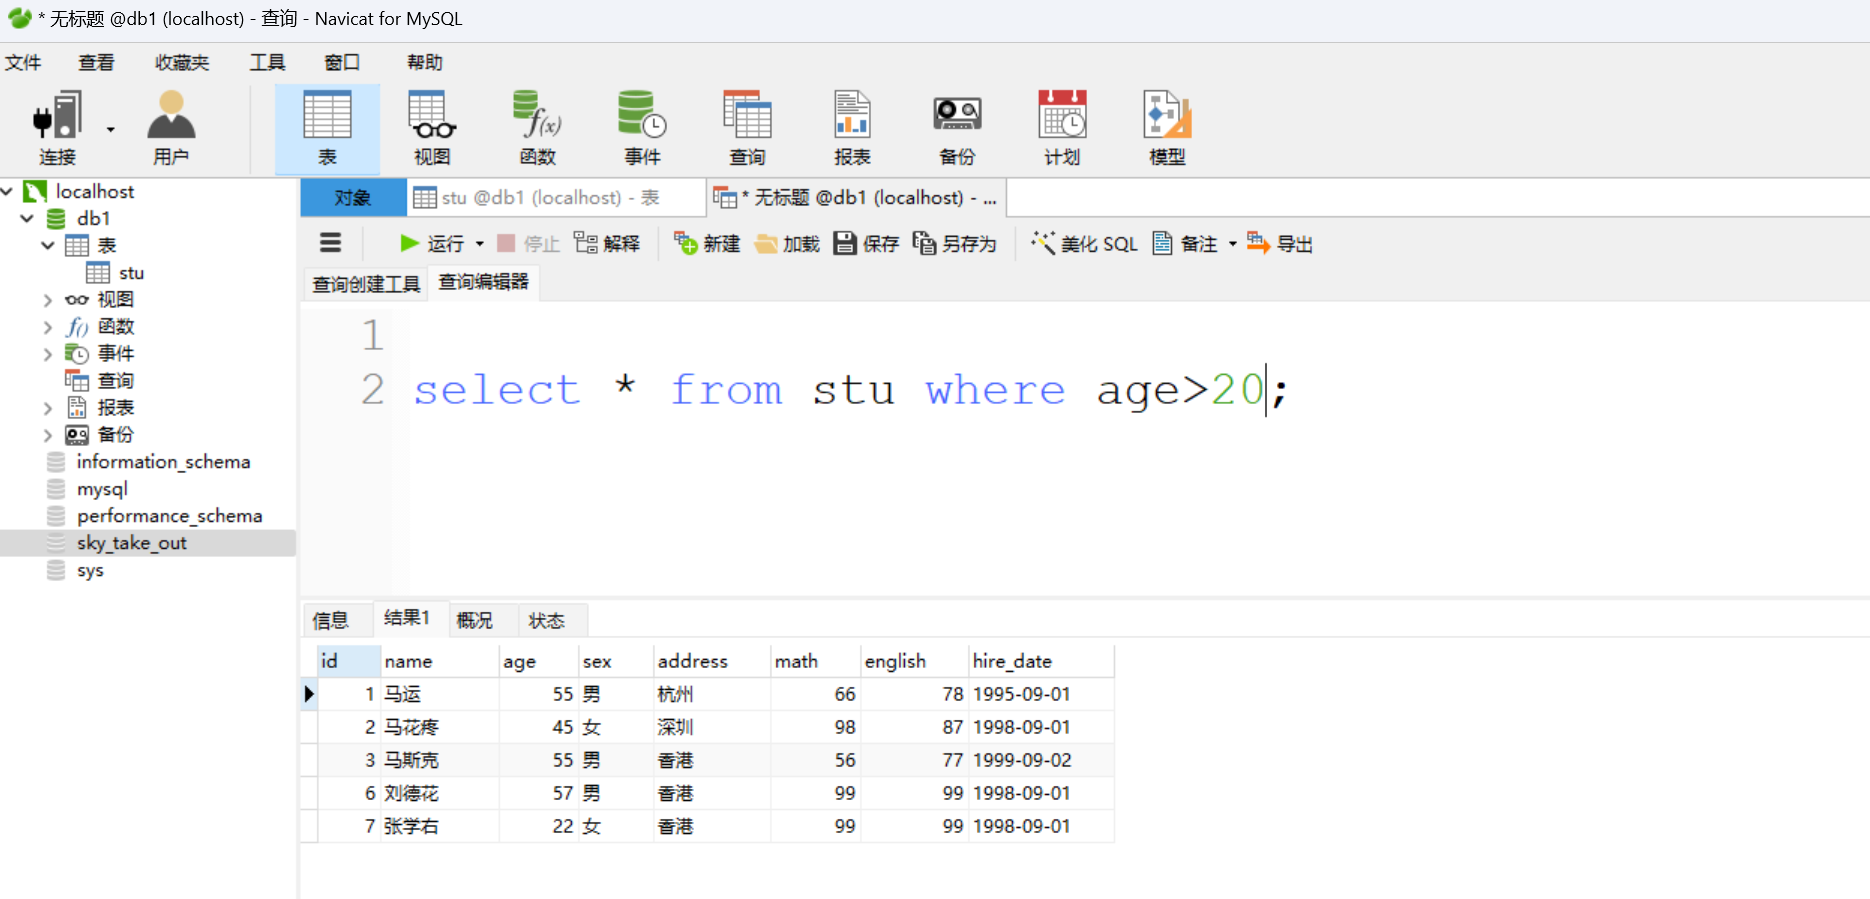 * 无标题 @db1 (localhost) - 查询 - Navicat for MySQL
文件 查看 收藏夹 工具 窗口 帮助
连接 用户 表 视图 函数 事件 查询 报表 备份 计划 模型
localhost
db1
表
stu
视图
函数
事件
查询
报表
备份
information_schema
mysql
performance_schema
sky_take_out
sys
对象 stu @db1 (localhost) - 表 * 无标题 @db1 (localhost) - ...
运行 停止 解释 新建 加载 保存 另存为 美化 SQL 备注 导出
查询创建工具 查询编辑器
1
2 select * from stu where age>20;
信息 结果1 概况 状态
id name age sex address math english hire_date
1 马运 55 男 杭州 66 78 1995-09-01
2 马花疼 45 女 深圳 98 87 1998-09-01
3 马斯克 55 男 香港 56 77 1999-09-02
6 刘德花 57 男 香港 99 99 1998-09-01
7 张学右 22 女 香港 99 99 1998-09-01